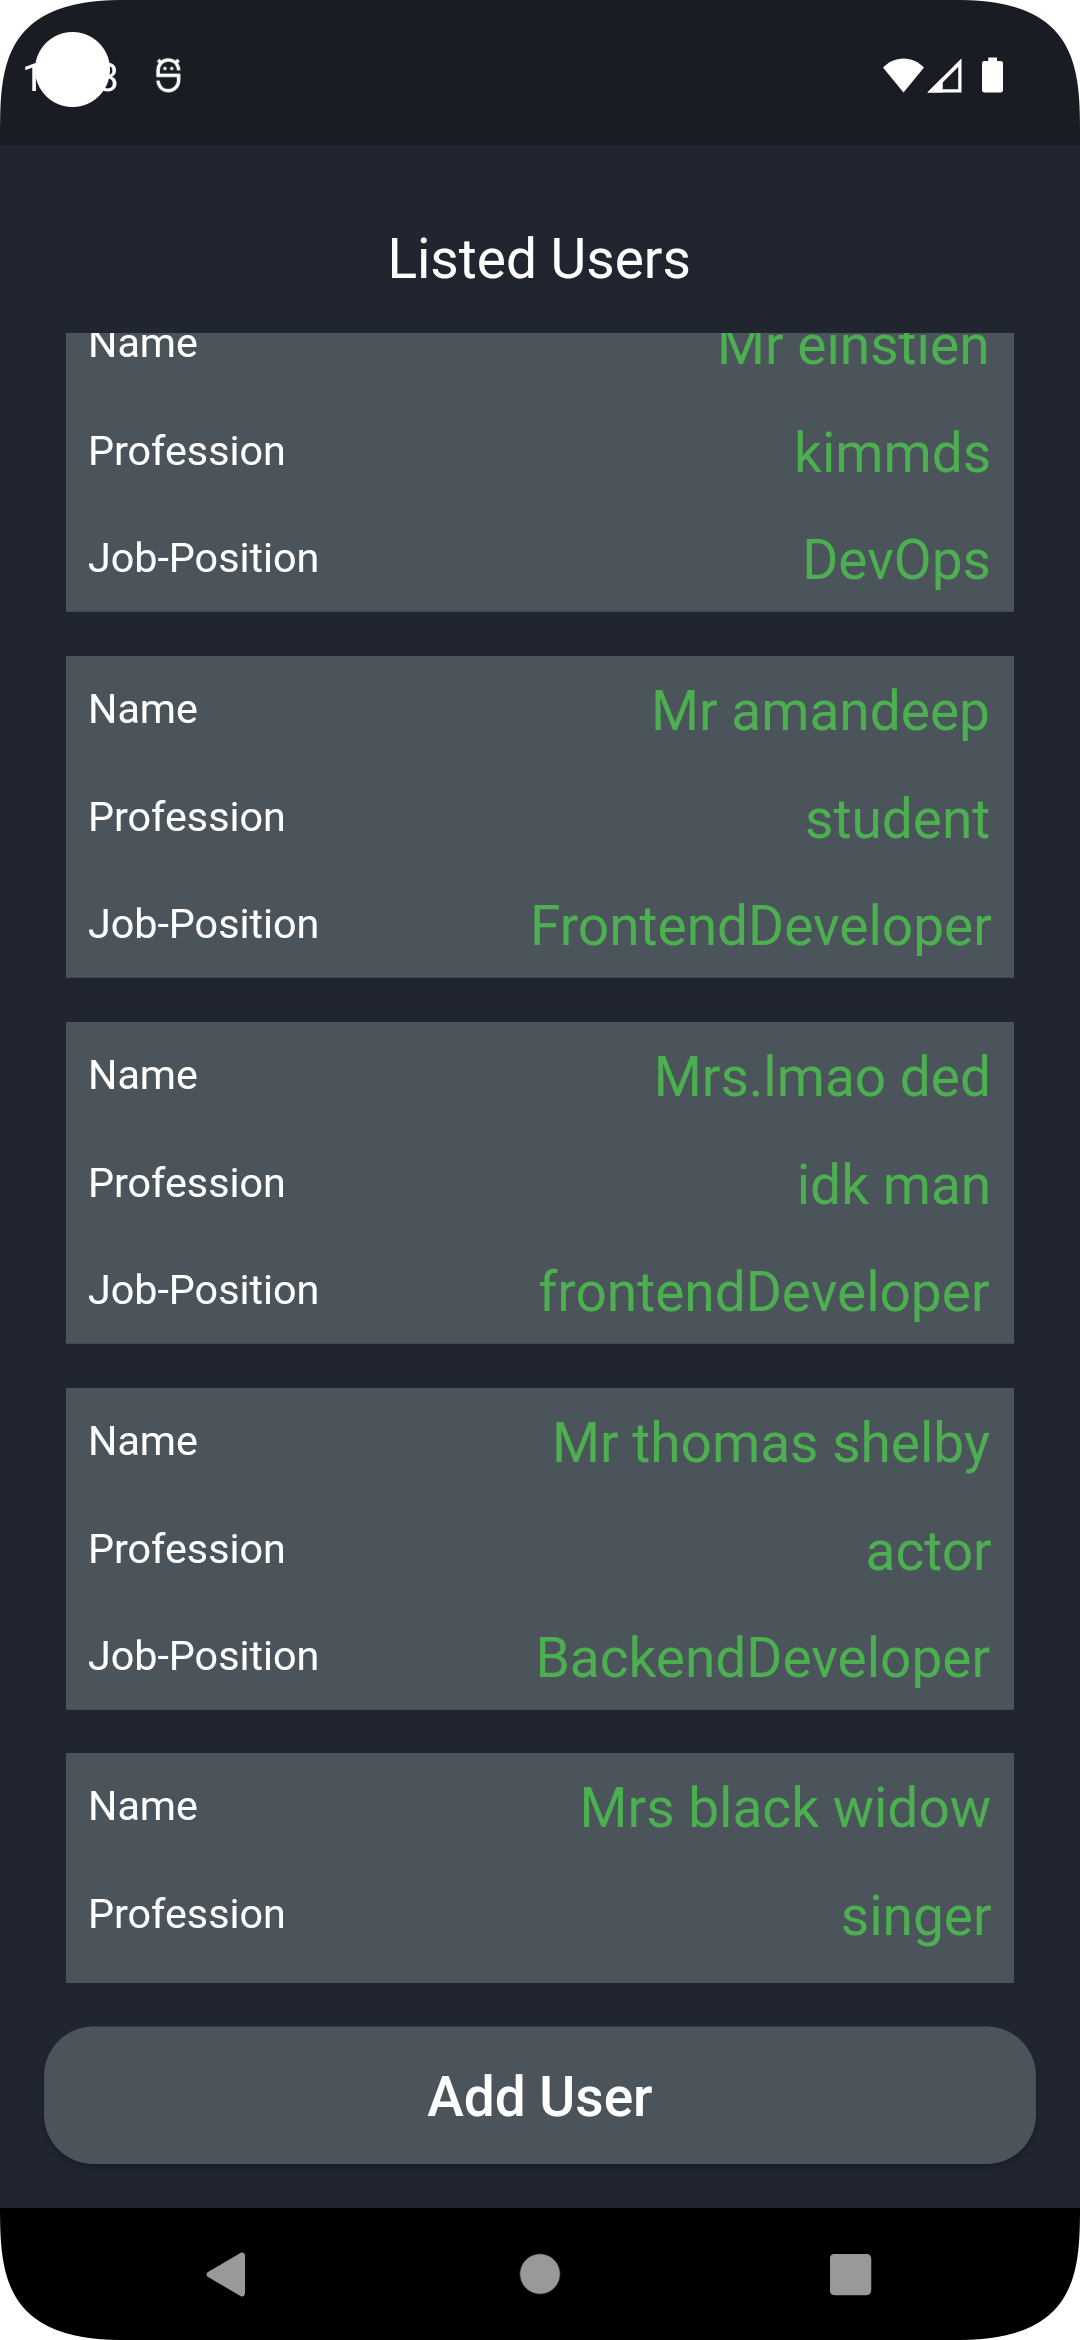 Listed Users
Name Mr einstien
Profession kimmds
Job-Position DevOps
Name Mr amandeep
Profession student
Job-Position FrontendDeveloper
Name Mrs.lmao ded
Profession idk man
Job-Position frontendDeveloper
Name Mr thomas shelby
Profession actor
Job-Position BackendDeveloper
Name Mrs black widow
Profession singer
Add User